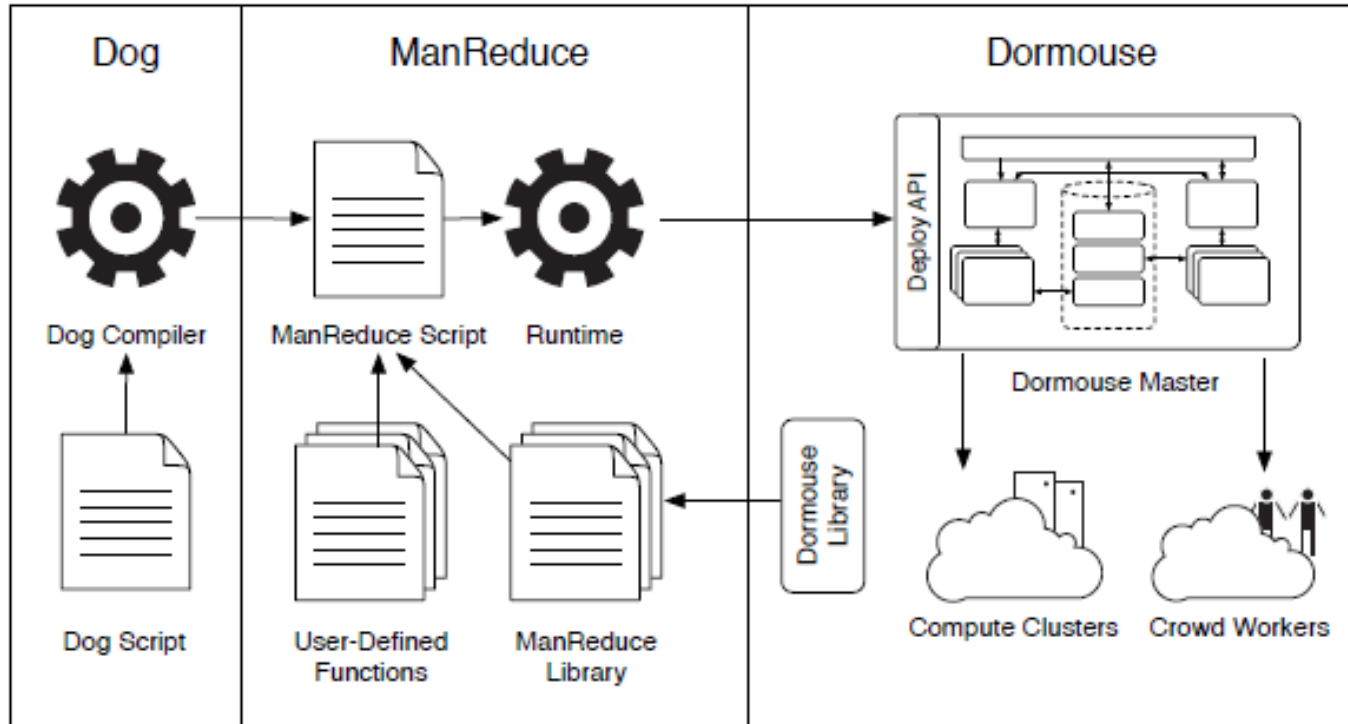 Dog
ManReduce
Dormouse
Deploy API
Dog Compiler
ManReduce Script
Runtime
Dormouse Master
Dormouse
Library
Dog Script
User-Defined
Functions
ManReduce
Library
Compute Clusters
Crowd Workers